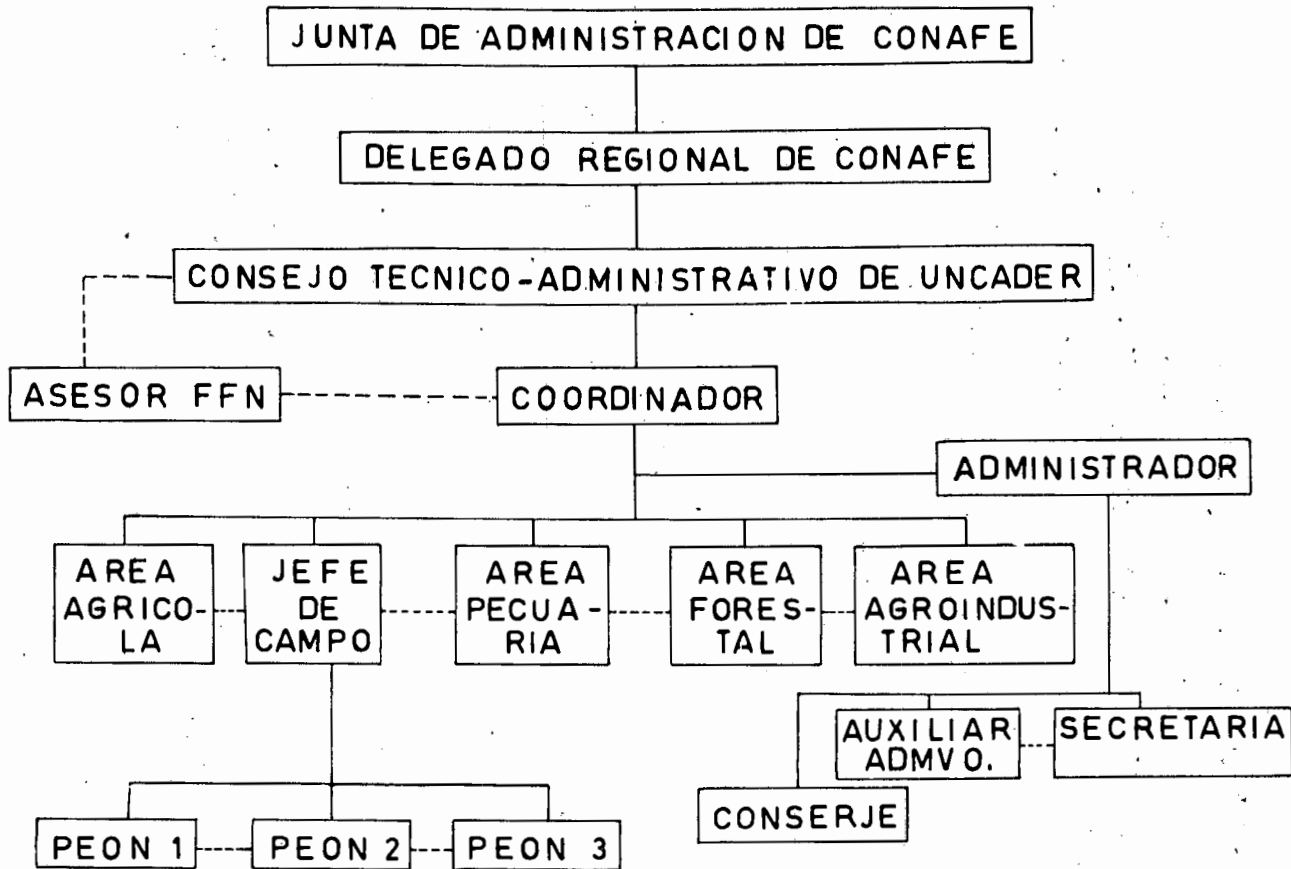 JUNTA DE ADMINISTRACION DE CONAFE
DELEGADO REGIONAL DE CONAFE
CONSEJO TECNICO-ADMINISTRATIVO DE UNCADER
ASESOR FFN
COORDINADOR
ADMINISTRADOR
AREA
AGRICO-
LA
JEFE
DE
CAMPO
AREA
PECUA-
RIA
AREA
FORES-
TAL
AREA
AGROINDUS-
TRIAL
AUXILIAR
ADMVO.
SECRETARIA
CONSERJE
PEON 1
PEON 2
PEON 3